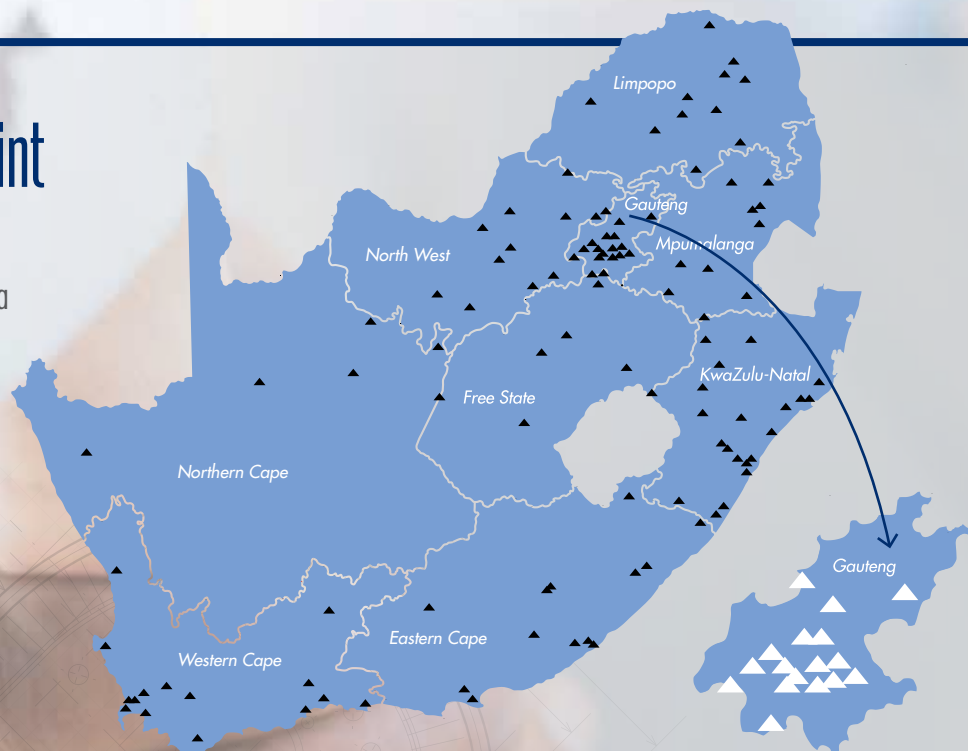 int
a
Limpopo
Gauteng
Mpumalanga
North West
KwaZulu-Natal
Free State
Northern Cape
Gauteng
Eastern Cape
Western Cape